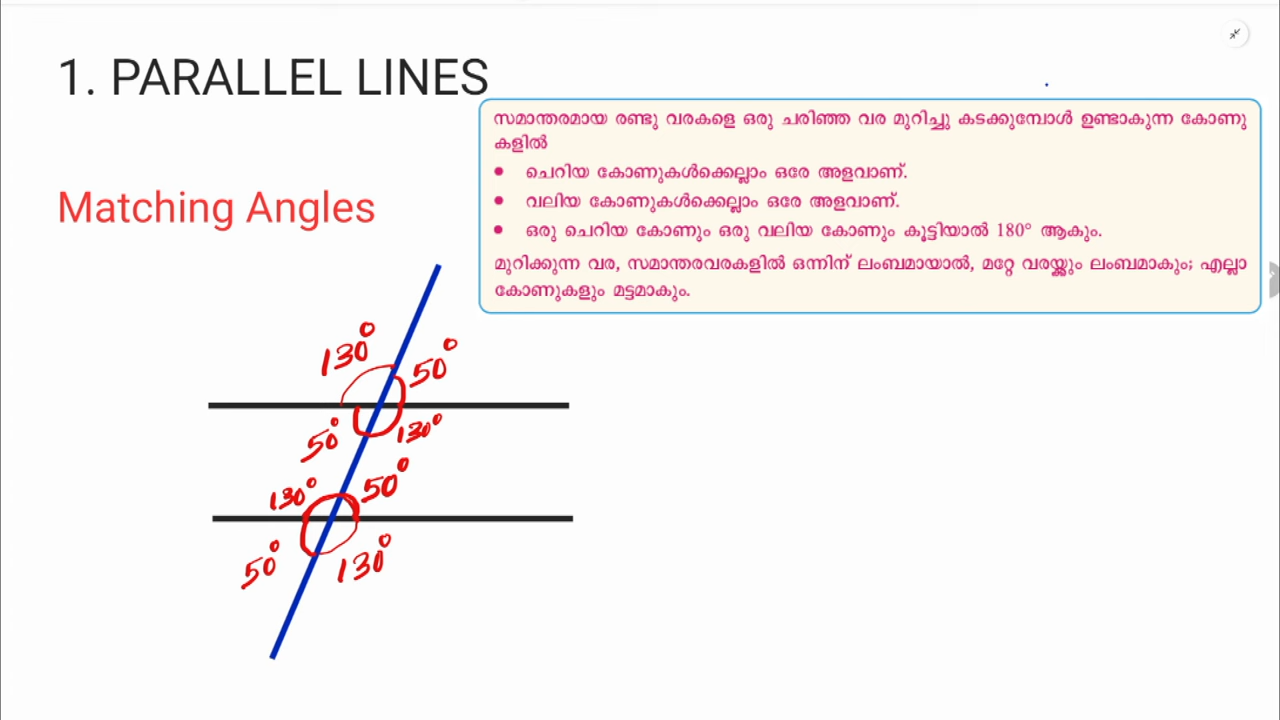 1. PARALLEL LINES
സമാന്തരമായ രണ്ടു വരകളെ ഒരു ചരിഞ്ഞ വര മുറിച്ചു കടക്കുമ്പോൾ ഉണ്ടാകുന്ന കോണു
കളിൽ
• ചെറിയ കോണുകൾക്കെല്ലാം ഒരേ അളവാണ്.
• വലിയ കോണുകൾക്കെല്ലാം ഒരേ അളവാണ്.
• ഒരു ചെറിയ കോണും ഒരു വലിയ കോണും കൂട്ടിയാൽ 180° ആകും.
മുറിക്കുന്ന വര, സമാന്തരവരകളിൽ ഒന്നിന് ലംബമായാൽ, മറ്റേ വരയ്ക്കും ലംബമാകും; എല്ലാ
കോണുകളും മട്ടമാകും.
Matching Angles
130°
50°
50°
130°
130°
50°
50°
130°